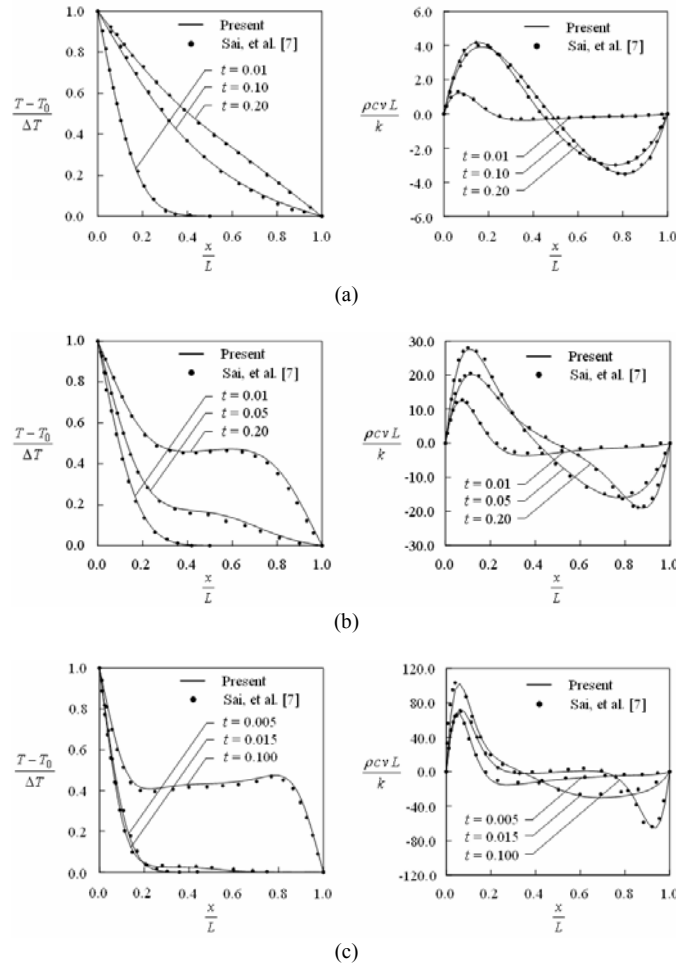 1.0
0.8
0.6
0.4
0.2
0.0
T − T₀
ΔT
Present
Sai, et al. [7]
t = 0.01
t = 0.10
t = 0.20
0.0 0.2 0.4 0.6 0.8 1.0
x
L
6.0
4.0
2.0
0.0
-2.0
-4.0
-6.0
ρcvL
k
Present
Sai, et al. [7]
t = 0.01
t = 0.10
t = 0.20
0.0 0.2 0.4 0.6 0.8 1.0
x
L
(a)
1.0
0.8
0.6
0.4
0.2
0.0
T − T₀
ΔT
Present
Sai, et al. [7]
t = 0.01
t = 0.05
t = 0.20
0.0 0.2 0.4 0.6 0.8 1.0
x
L
30.0
20.0
10.0
0.0
-10.0
-20.0
-30.0
ρcvL
k
Present
Sai, et al. [7]
t = 0.01
t = 0.05
t = 0.20
0.0 0.2 0.4 0.6 0.8 1.0
x
L
(b)
1.0
0.8
0.6
0.4
0.2
0.0
T − T₀
ΔT
Present
Sai, et al. [7]
t = 0.005
t = 0.015
t = 0.100
0.0 0.2 0.4 0.6 0.8 1.0
x
L
120.0
80.0
40.0
0.0
-40.0
-80.0
-120.0
ρcvL
k
Present
Sai, et al. [7]
t = 0.005
t = 0.015
t = 0.100
0.0 0.2 0.4 0.6 0.8 1.0
x
L
(c)